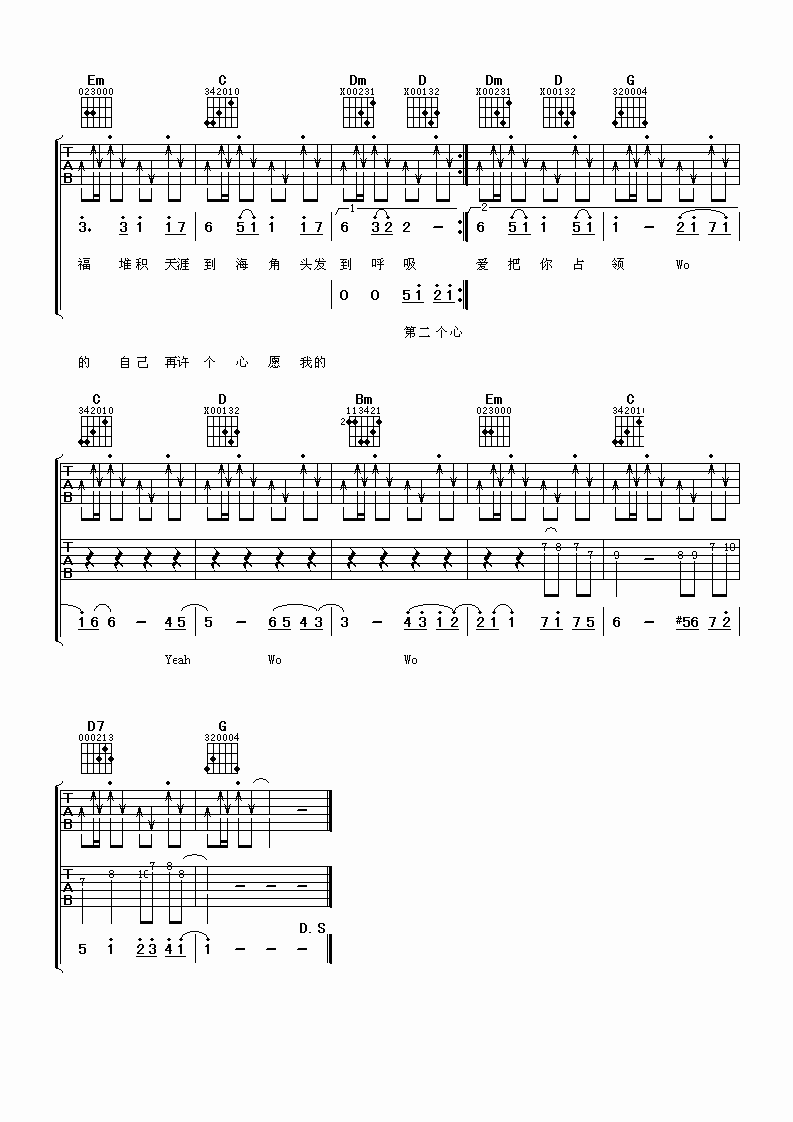 Em C Dm D Dm D G
023000 342010 X00231 X00132 X00231 X00132 320004
T A B
1 2
3. 3 1 1 7 6 5 1 1 1 7 6 3 2 2 - 6 5 1 1 5 1 1 - 2 1 7 1
福 堆积 天涯 到 海 角 头发 到 呼 吸 爱 把 你 占 领 Wo
0 0 5 1 2 1
第二 个心
的 自己 再许 个 心 愿 我的
C D Bm Em C
342010 X00132 113421 023000 342010
2
T A B
7 8 7 7 9 - 8 9 7 10
T A B
1 6 6 - 4 5 5 - 6 5 4 3 3 - 4 3 1 2 2 1 1 7 1 7 5 6 - #5 6 7 2
Yeah Wo Wo
D7 G
000213 320004
T A B
-
7 8 10 7 8 8 - - -
T A B
D.S
5 1 2 3 4 1 1 - - -